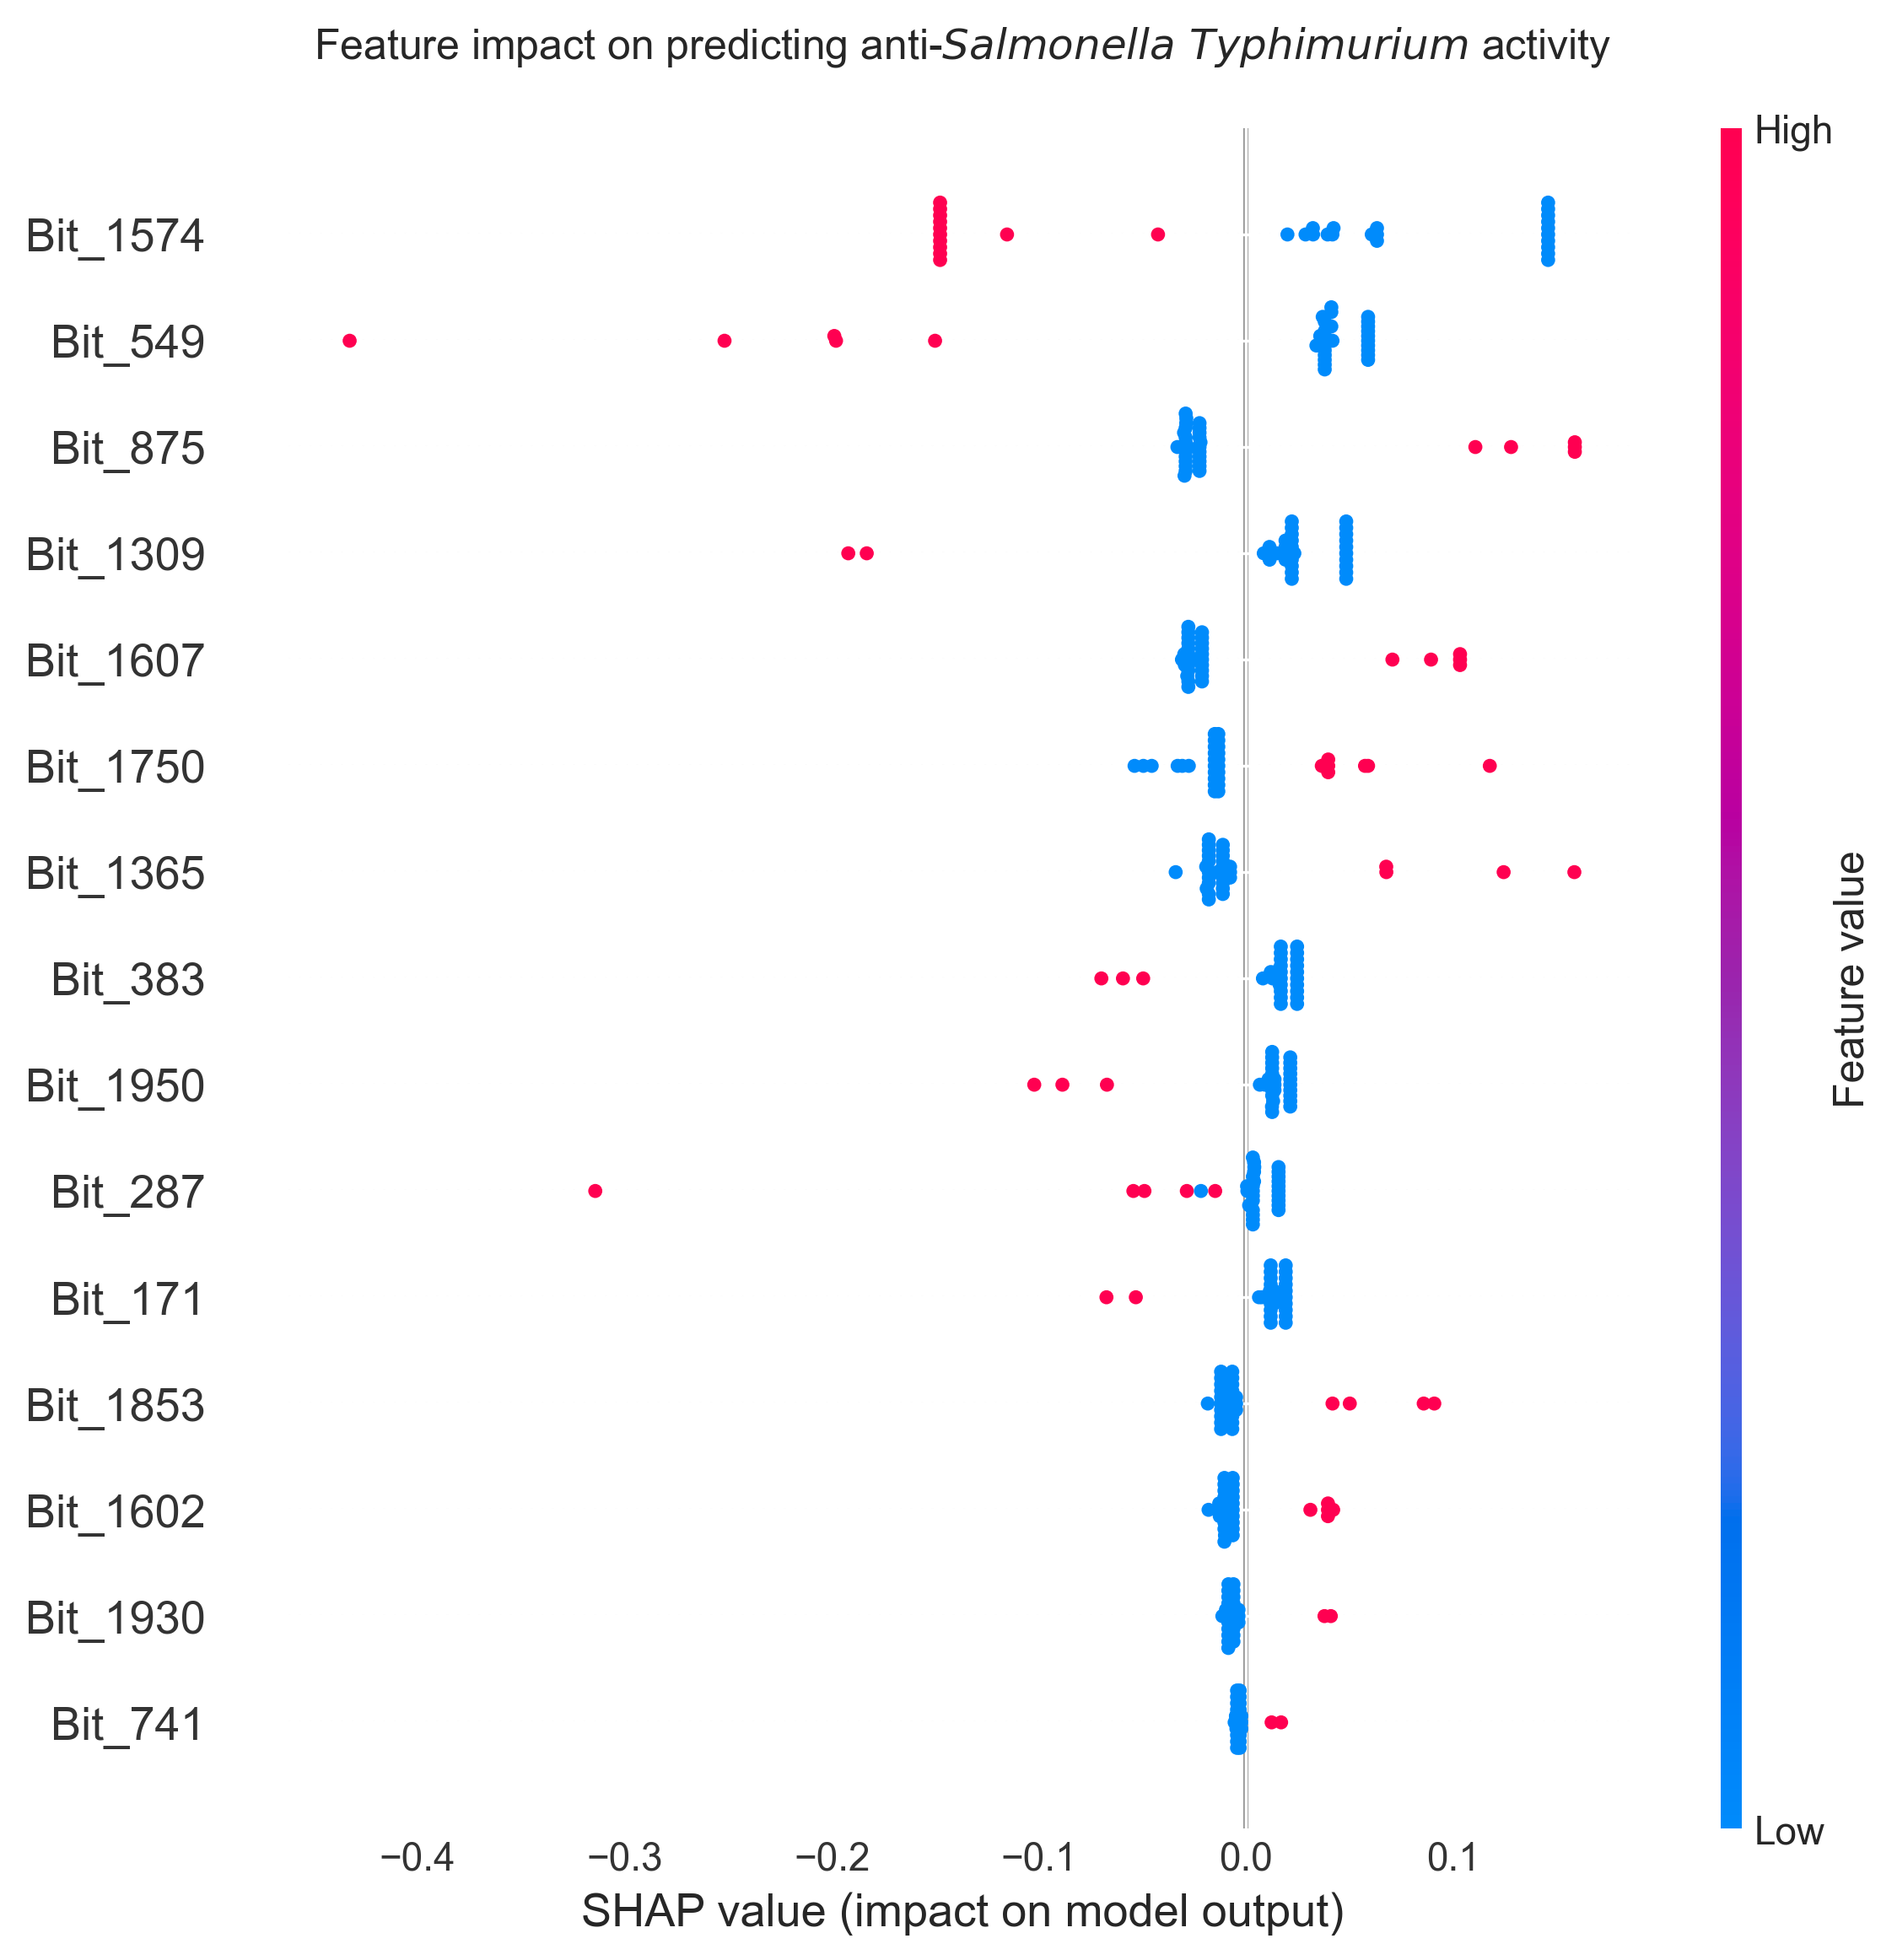 Feature impact on predicting anti-Salmonella Typhimurium activity
High
Bit_1574
Bit_549
Bit_875
Bit_1309
Bit_1607
Bit_1750
Bit_1365
Bit_383
Bit_1950
Bit_287
Bit_171
Bit_1853
Bit_1602
Bit_1930
Bit_741
Feature value
Low
−0.4 −0.3 −0.2 −0.1 0.0 0.1
SHAP value (impact on model output)